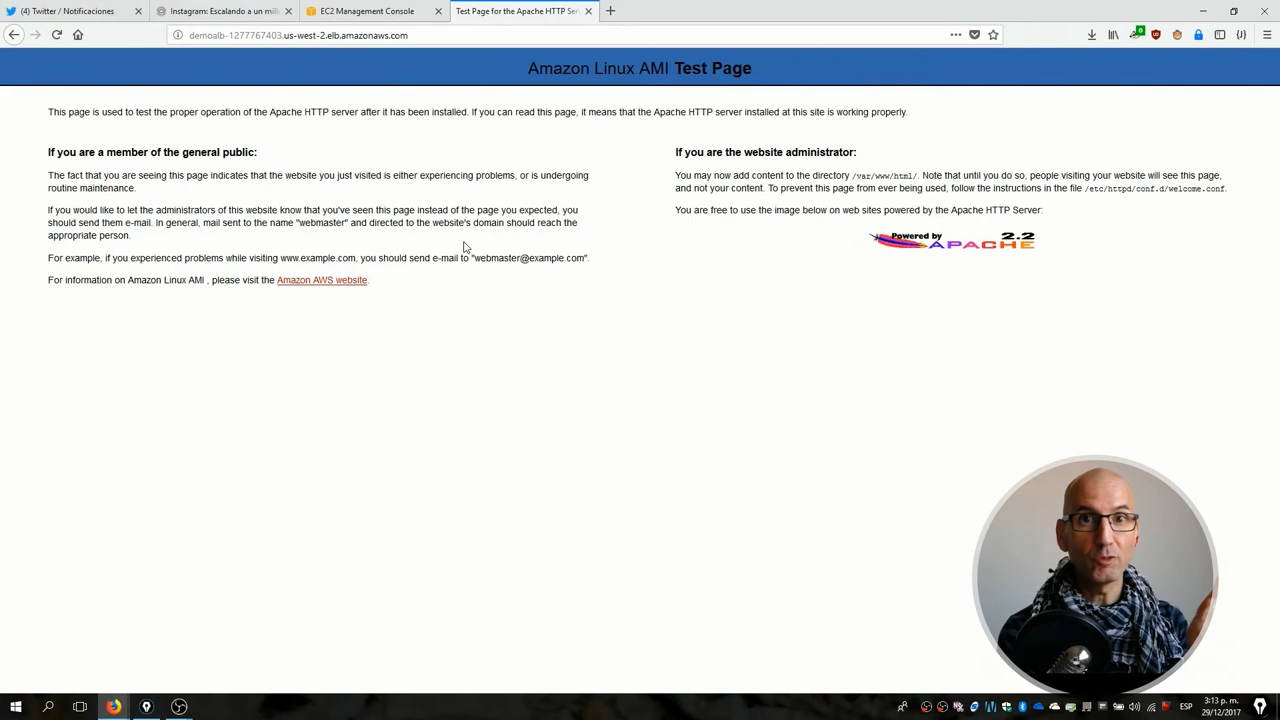 (4) Twitter / Notificaciones
Instagram: Escalando a un mill
EC2 Management Console
Test Page for the Apache HTTP Ser
demoalb-1277767403.us-west-2.elb.amazonaws.com
Amazon Linux AMI Test Page
This page is used to test the proper operation of the Apache HTTP server after it has been installed. If you can read this page, it means that the Apache HTTP server installed at this site is working properly.
If you are a member of the general public:
The fact that you are seeing this page indicates that the website you just visited is either experiencing problems, or is undergoing
routine maintenance.
If you would like to let the administrators of this website know that you've seen this page instead of the page you expected, you
should send them e-mail. In general, mail sent to the name "webmaster" and directed to the website's domain should reach the
appropriate person.
For example, if you experienced problems while visiting www.example.com, you should send e-mail to "webmaster@example.com".
For information on Amazon Linux AMI , please visit the Amazon AWS website.
If you are the website administrator:
You may now add content to the directory /var/www/html/. Note that until you do so, people visiting your website will see this page,
and not your content. To prevent this page from ever being used, follow the instructions in the file /etc/httpd/conf.d/welcome.conf.
You are free to use the image below on web sites powered by the Apache HTTP Server:
Powered by
APACHE
2.2
ESP
3:13 p. m.
29/12/2017